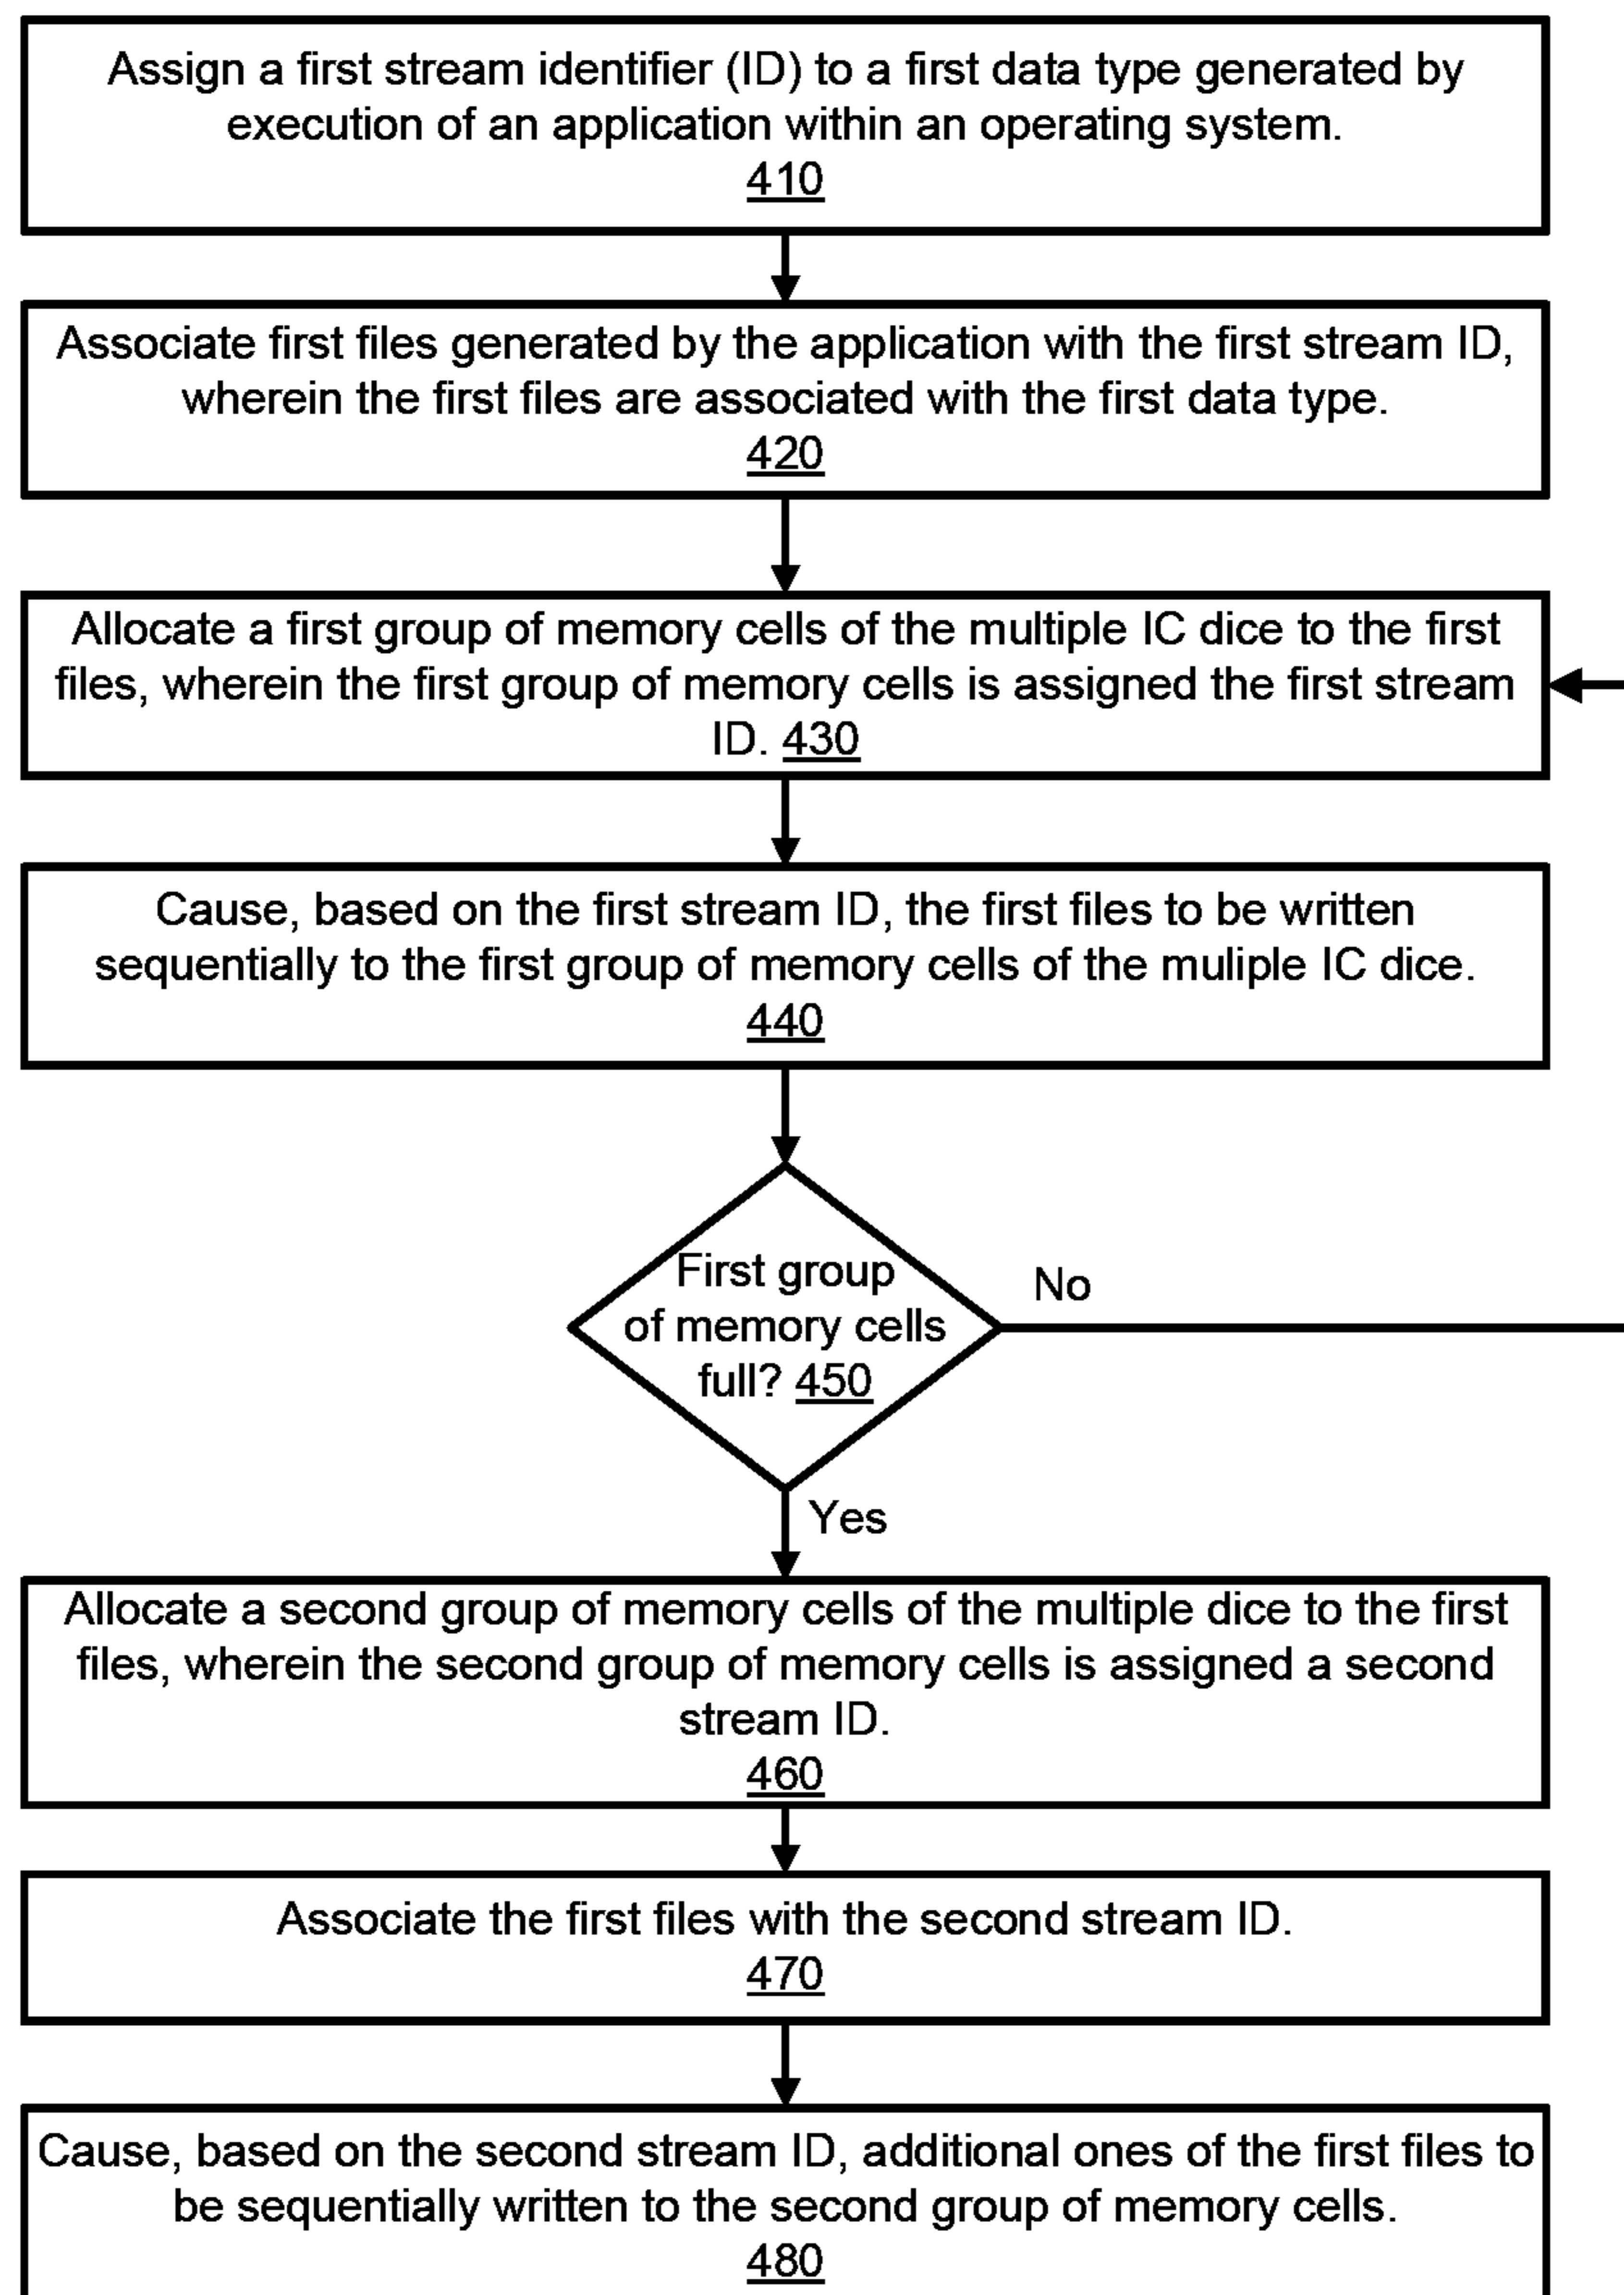 Assign a first stream identifier (ID) to a first data type generated by
execution of an application within an operating system.
410
Associate first files generated by the application with the first stream ID,
wherein the first files are associated with the first data type.
420
Allocate a first group of memory cells of the multiple IC dice to the first
files, wherein the first group of memory cells is assigned the first stream
ID. 430
Cause, based on the first stream ID, the first files to be written
sequentially to the first group of memory cells of the muliple IC dice.
440
First group
of memory cells
full? 450
No
Yes
Allocate a second group of memory cells of the multiple dice to the first
files, wherein the second group of memory cells is assigned a second
stream ID.
460
Associate the first files with the second stream ID.
470
Cause, based on the second stream ID, additional ones of the first files to
be sequentially written to the second group of memory cells.
480